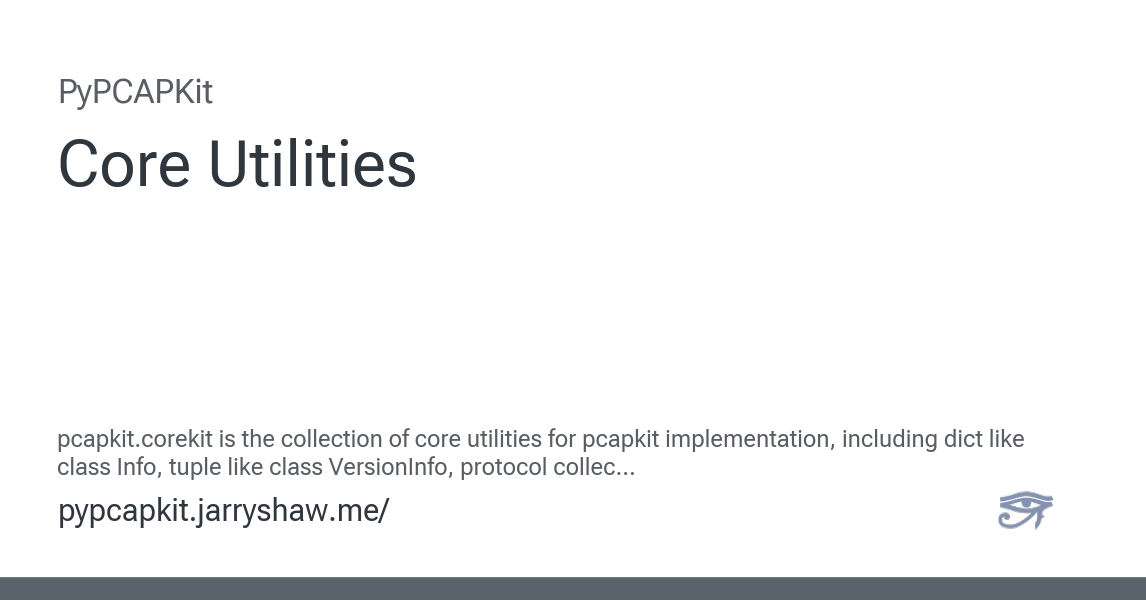 PyPCAPKit
Core Utilities
pcapkit.corekit is the collection of core utilities for pcapkit implementation, including dict like
class Info, tuple like class VersionInfo, protocol collec...
pypcapkit.jarryshaw.me/